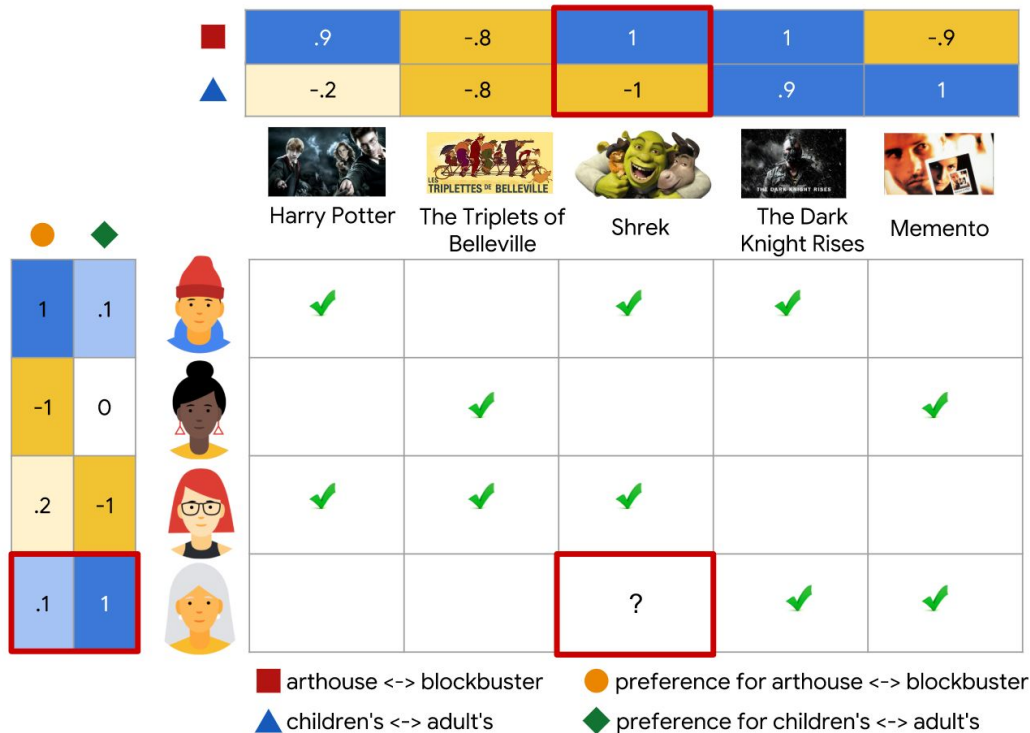 .9 -.8 1 1 -.9
-.2 -.8 -1 .9 1
LES
TRIPLETTES DE BELLEVILLE
THE DARK KNIGHT RISES
Harry Potter
The Triplets of
Belleville
Shrek
The Dark
Knight Rises
Memento
1 .1
-1 0
.2 -1
.1 1
?
arthouse <-> blockbuster
children's <-> adult's
preference for arthouse <-> blockbuster
preference for children's <-> adult's